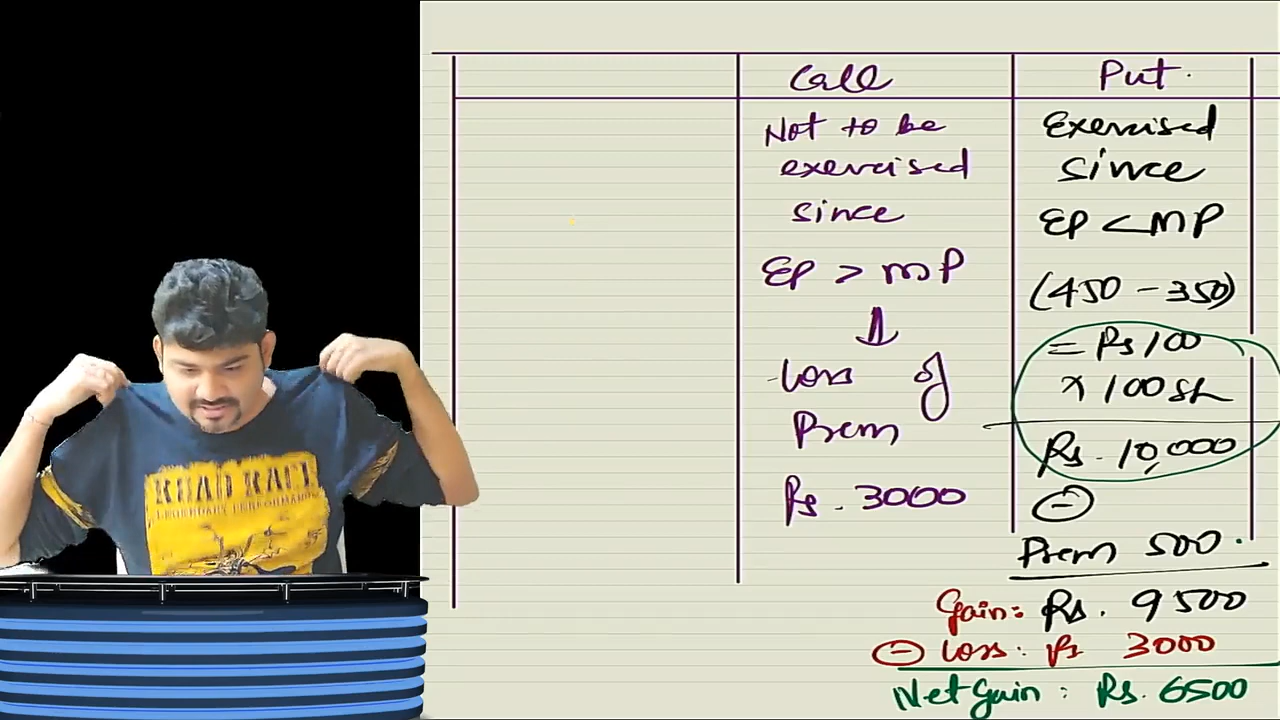 Call
Not to be
exercised
since
EP > MP
Loss of
Prem
Rs. 3000
Put.
Exercised
since
EP < MP
(450 - 350)
= Rs 100
x 100 sh
Rs. 10,000
-
Prem 500.
Gain: Rs. 9500
- Loss: Rs 3000
Net Gain: Rs. 6500
ROAD RACE
LEGENDARY PERFORMANCE